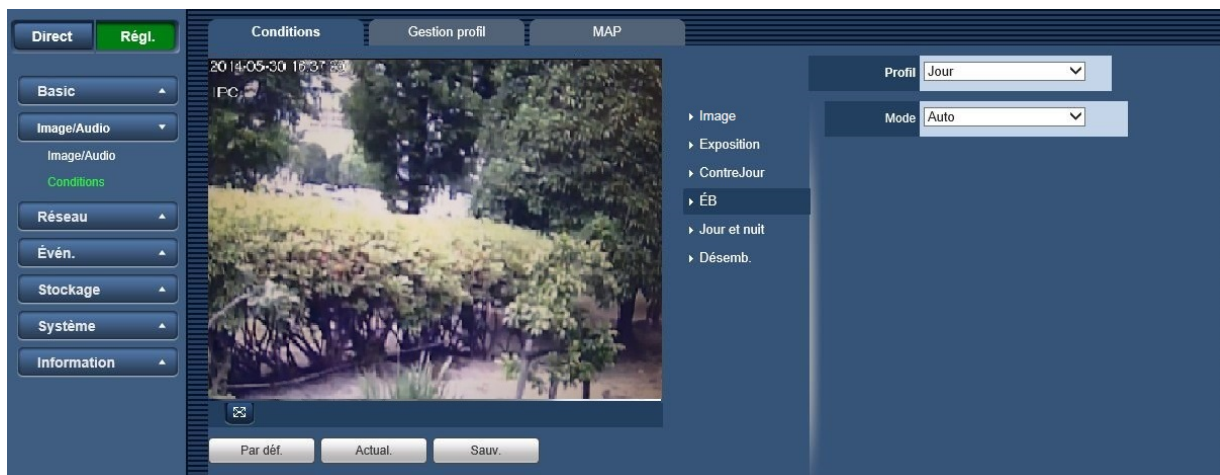 Direct
Régl.
Conditions
Gestion profil
MAP
Basic
Image/Audio
Image/Audio
Conditions
Réseau
Évén.
Stockage
Système
Information
2014-05-30 16:37
IPC
Image
Exposition
ContreJour
ÉB
Jour et nuit
Désemb.
Profil Jour
Mode Auto
Par déf.
Actual.
Sauv.